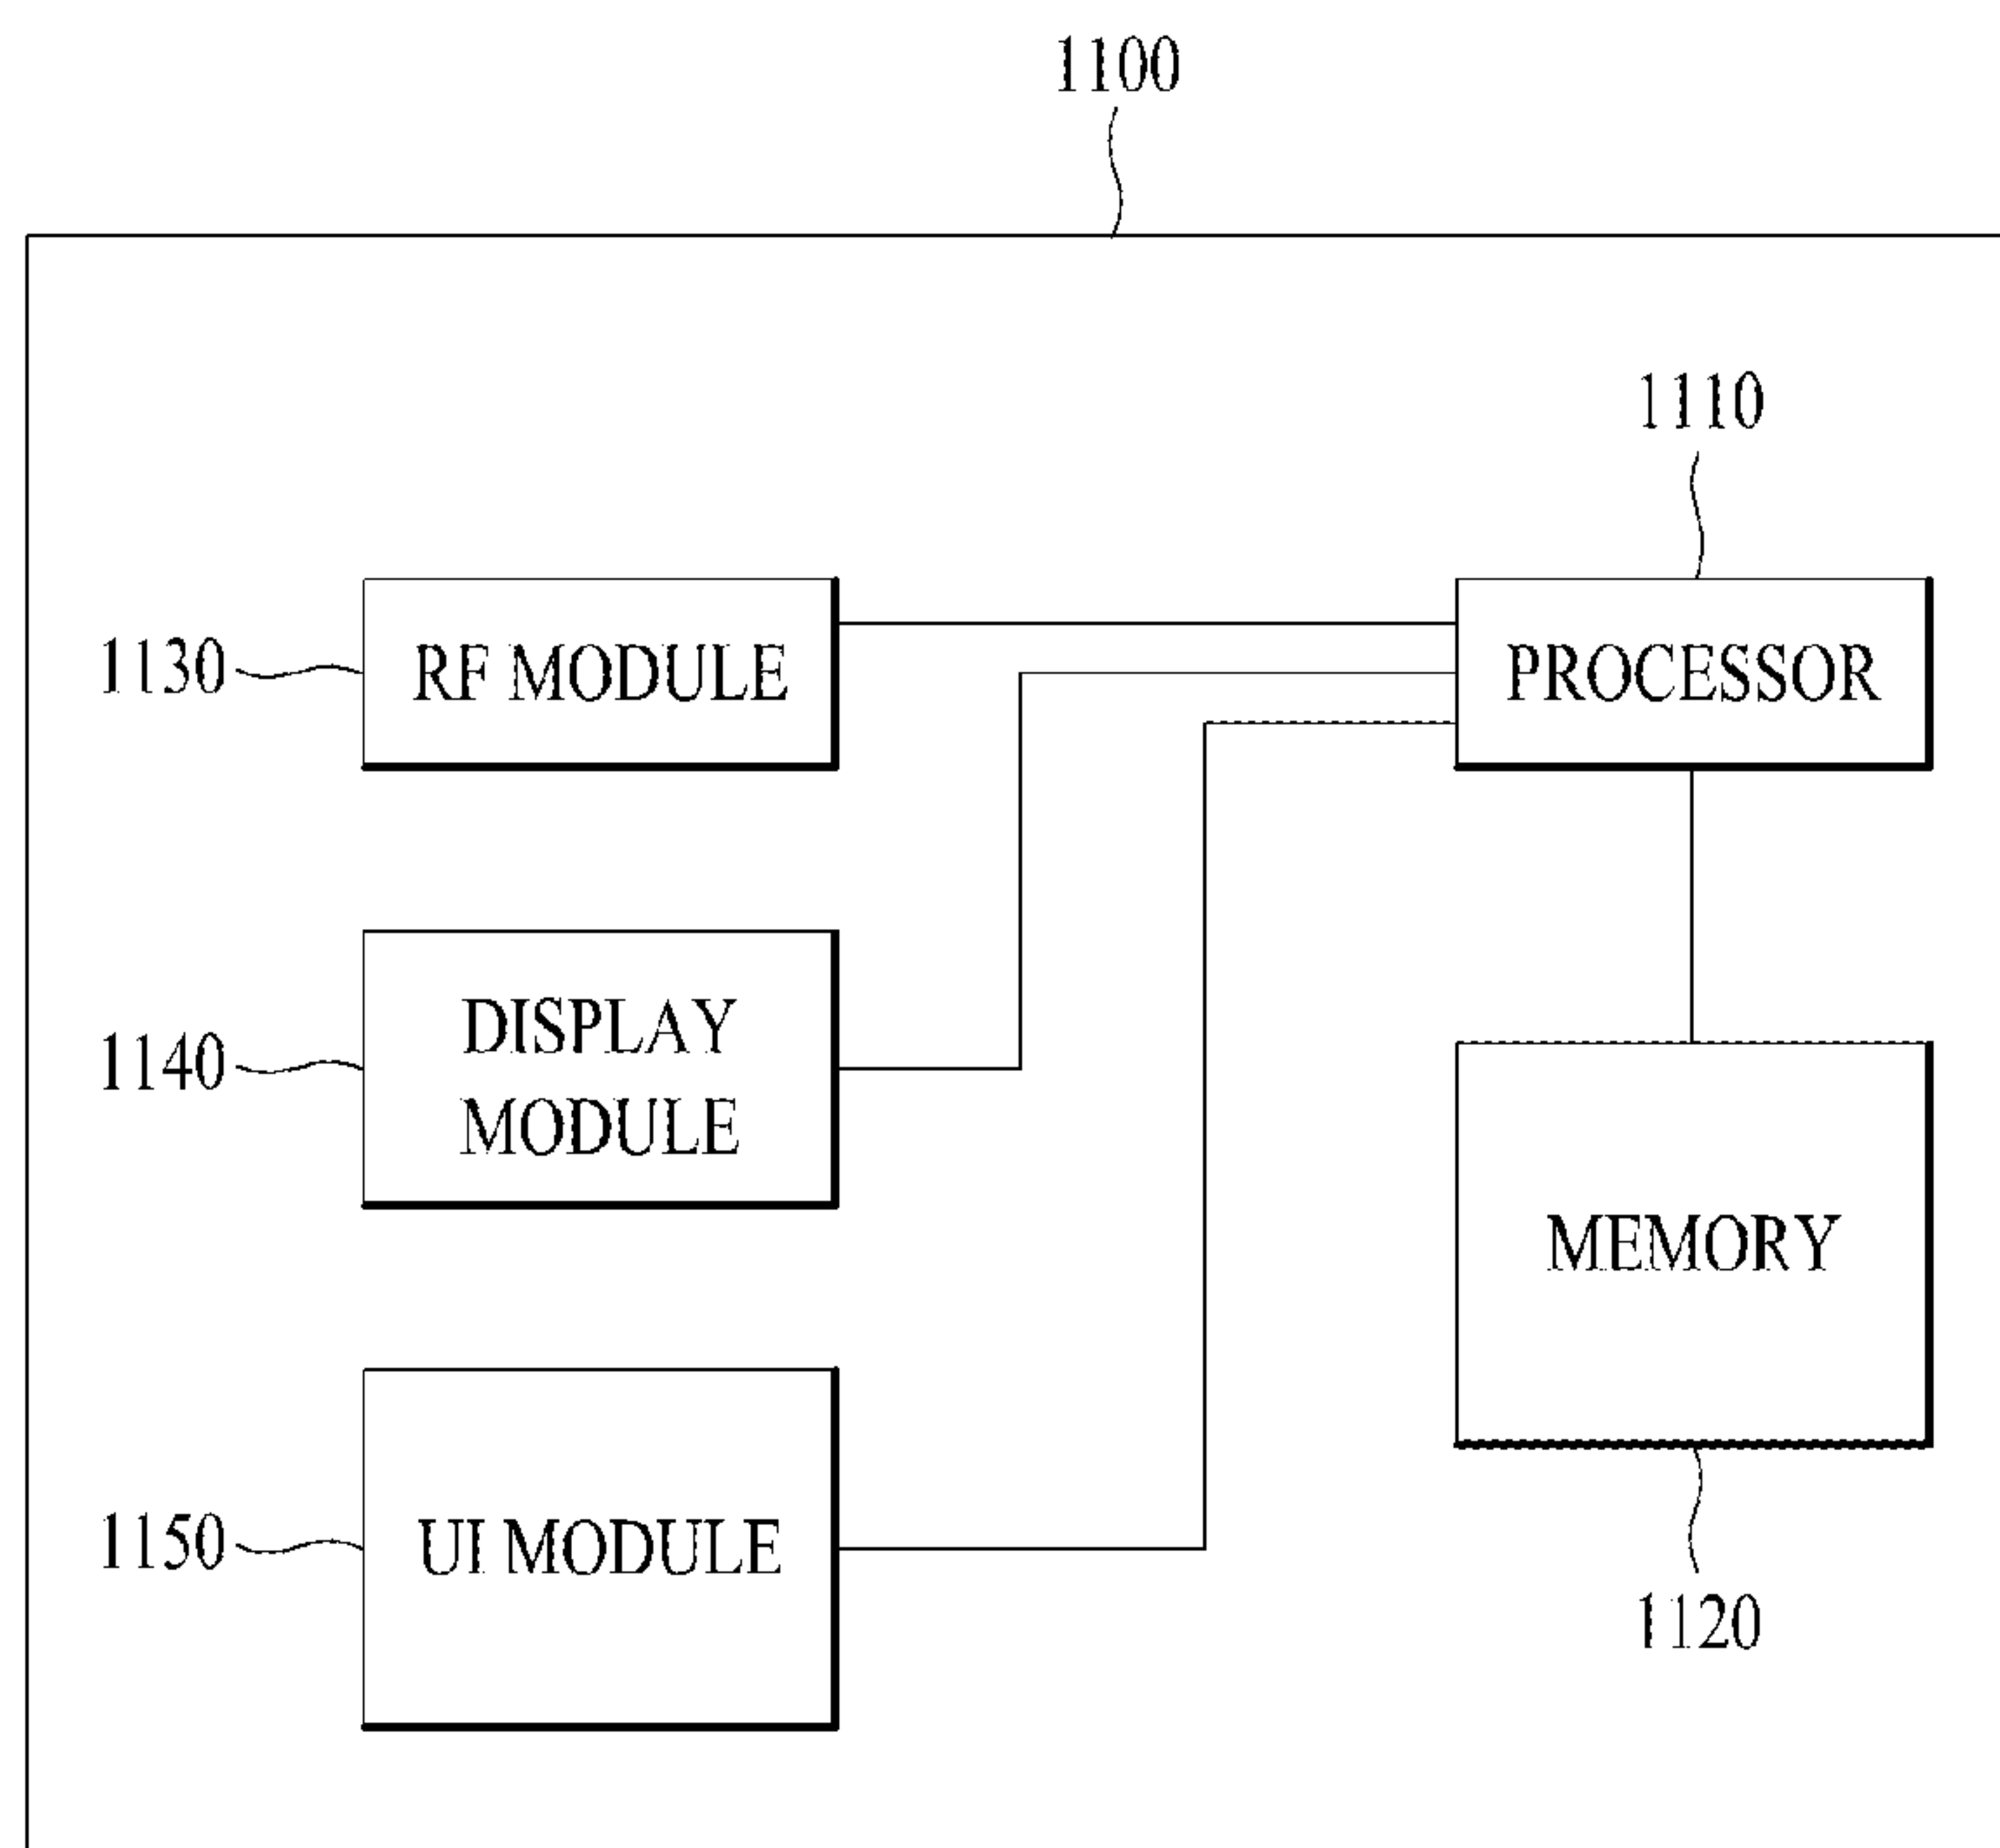 1100
1110
1130
RF MODULE
PROCESSOR
1140
DISPLAY
MODULE
MEMORY
1150
UI MODULE
1120